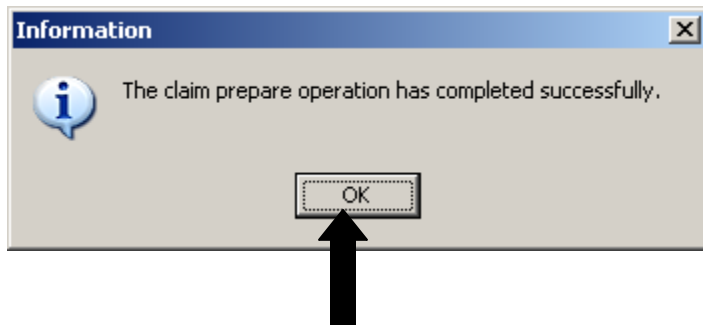 Information
The claim prepare operation has completed successfully.
OK